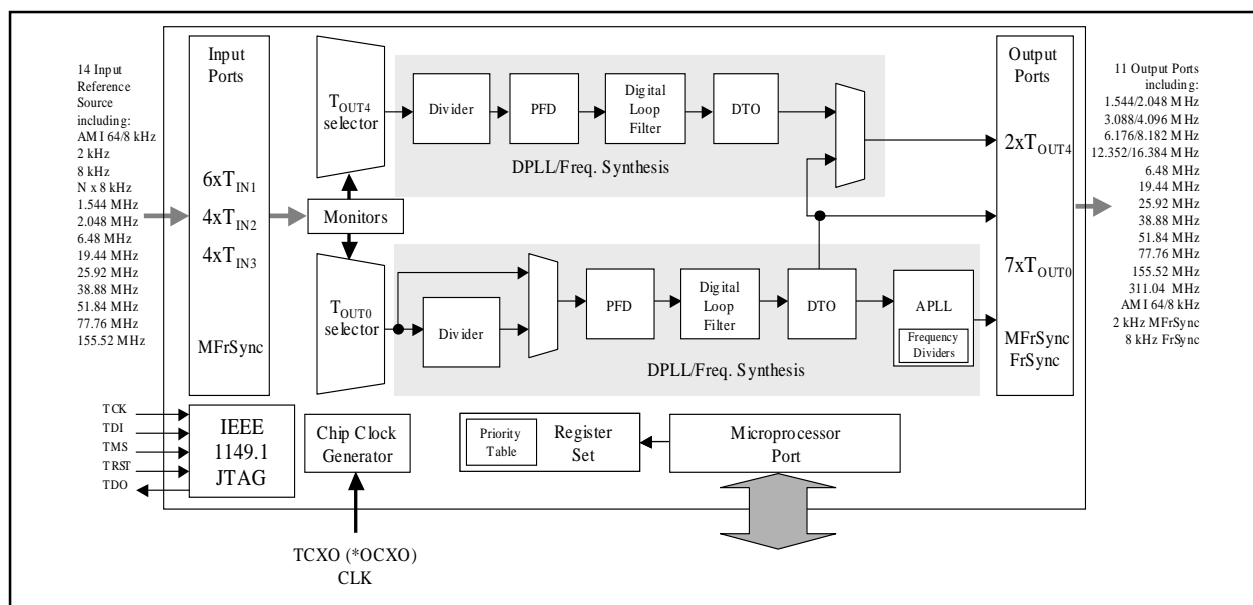 14 Input
Reference
Source
including:
AMI 64/8 kHz
2 kHz
8 kHz
N x 8 kHz
1.544 MHz
2.048 MHz
6.48 MHz
19.44 MHz
25.92 MHz
38.88 MHz
51.84 MHz
77.76 MHz
155.52 MHz
Input
Ports
6xTIN1
4xTIN2
4xTIN3
MFrSync
TOUT4
selector
Monitors
TOUT0
selector
Divider
PFD
Digital
Loop
Filter
DTO
DPLL/Freq. Synthesis
Divider
PFD
Digital
Loop
Filter
DTO
APLL
Frequency
Dividers
DPLL/Freq. Synthesis
Output
Ports
2xTOUT4
7xTOUT0
MFrSync
FrSync
11 Output Ports
including:
1.544/2.048 MHz
3.088/4.096 MHz
6.176/8.182 MHz
12.352/16.384 MHz
6.48 MHz
19.44 MHz
25.92 MHz
38.88 MHz
51.84 MHz
77.76 MHz
155.52 MHz
311.04 MHz
AMI 64/8 kHz
2 kHz MFrSync
8 kHz FrSync
TCK
TDI
TMS
TRST
TDO
IEEE
1149.1
JTAG
Chip Clock
Generator
TCXO (*OCXO)
CLK
Priority
Table
Register
Set
Microprocessor
Port